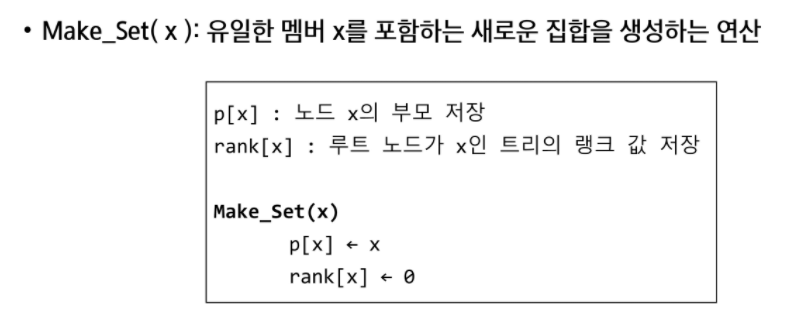 • Make_Set( x ): 유일한 멤버 x를 포함하는 새로운 집합을 생성하는 연산
p[x] : 노드 x의 부모 저장
rank[x] : 루트 노드가 x인 트리의 랭크 값 저장
Make_Set(x)
p[x] ← x
rank[x] ← 0